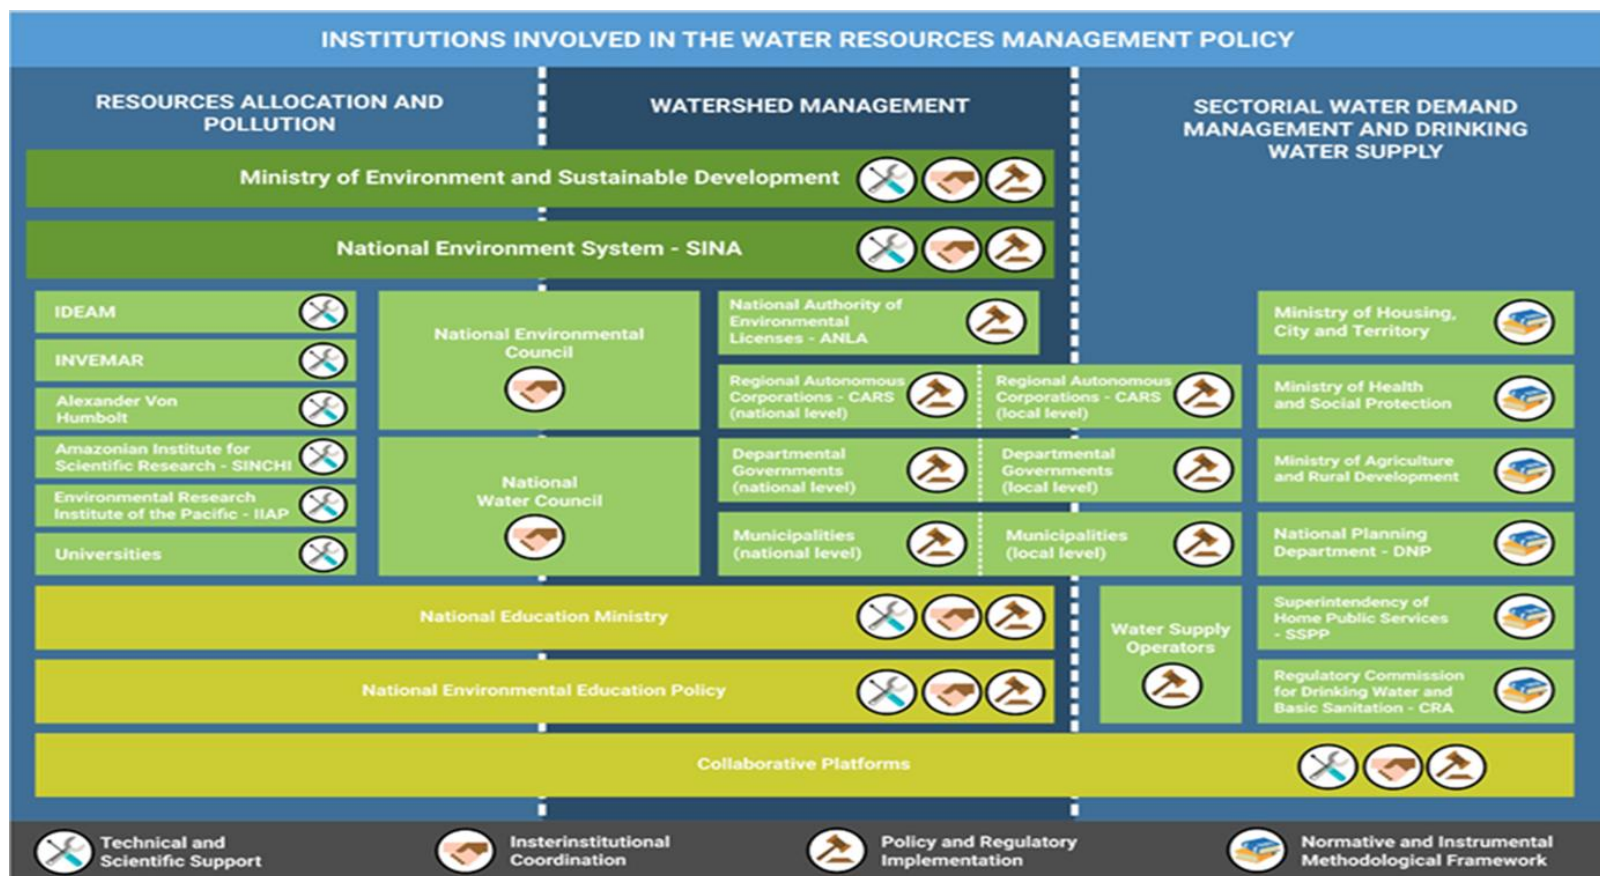 INSTITUTIONS INVOLVED IN THE WATER RESOURCES MANAGEMENT POLICY
RESOURCES ALLOCATION AND
POLLUTION
WATERSHED MANAGEMENT
SECTORIAL WATER DEMAND
MANAGEMENT AND DRINKING
WATER SUPPLY
Ministry of Environment and Sustainable Development
National Environment System - SINA
IDEAM
INVEMAR
Alexander Von
Humbolt
Amazonian Institute for
Scientific Research - SINCHI
Environmental Research
Institute of the Pacific - IIAP
Universities
National Environmental
Council
National
Water Council
National Authority of
Environmental
Licenses - ANLA
Regional Autonomous
Corporations - CARS
(national level)
Regional Autonomous
Corporations - CARS
(local level)
Departmental
Governments
(national level)
Departmental
Governments
(local level)
Municipalities
(national level)
Municipalities
(local level)
Ministry of Housing,
City and Territory
Ministry of Health
and Social Protection
Ministry of Agriculture
and Rural Development
National Planning
Department - DNP
Superintendency of
Home Public Services
- SSPP
Regulatory Commission
for Drinking Water and
Basic Sanitation - CRA
Water Supply
Operators
National Education Ministry
National Environmental Education Policy
Collaborative Platforms
Technical and
Scientific Support
Insterinstitutional
Coordination
Policy and Regulatory
Implementation
Normative and Instrumental
Methodological Framework